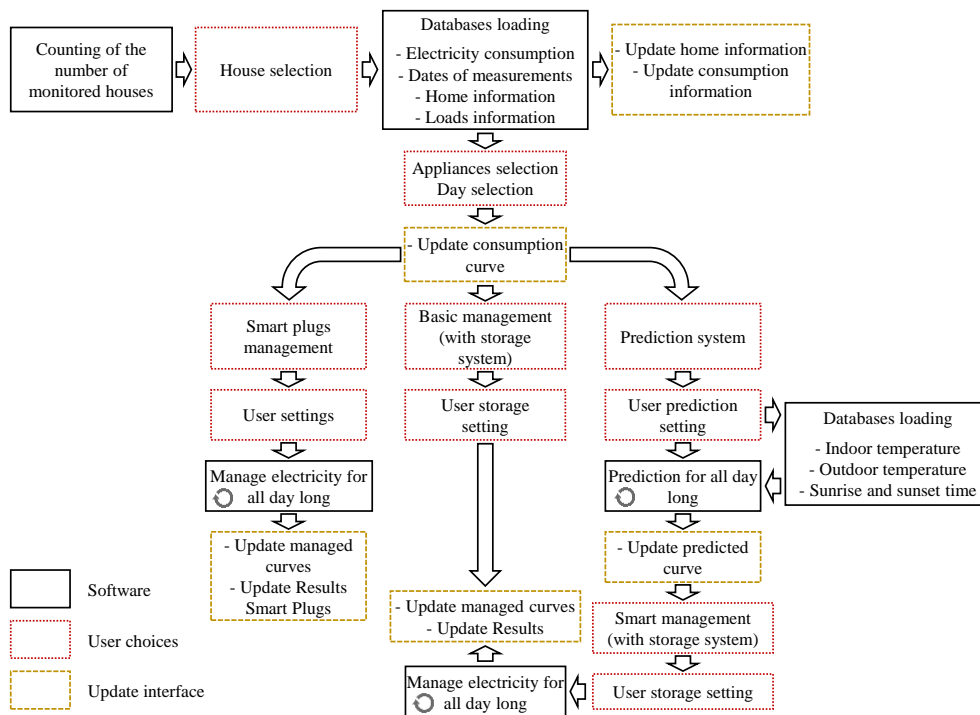 Counting of the
number of
monitored houses
House selection
Databases loading
- Electricity consumption
- Dates of measurements
- Home information
- Loads information
- Update home information
- Update consumption
information
Appliances selection
Day selection
- Update consumption
curve
Smart plugs
management
Basic management
(with storage
system)
Prediction system
User settings
User storage
setting
User prediction
setting
Databases loading
- Indoor temperature
- Outdoor temperature
- Sunrise and sunset time
Manage electricity for
all day long
Prediction for all day
long
- Update managed
curves
- Update Results
Smart Plugs
- Update predicted
curve
- Update managed curves
- Update Results
Smart management
(with storage system)
Manage electricity for
all day long
User storage setting
Software
User choices
Update interface